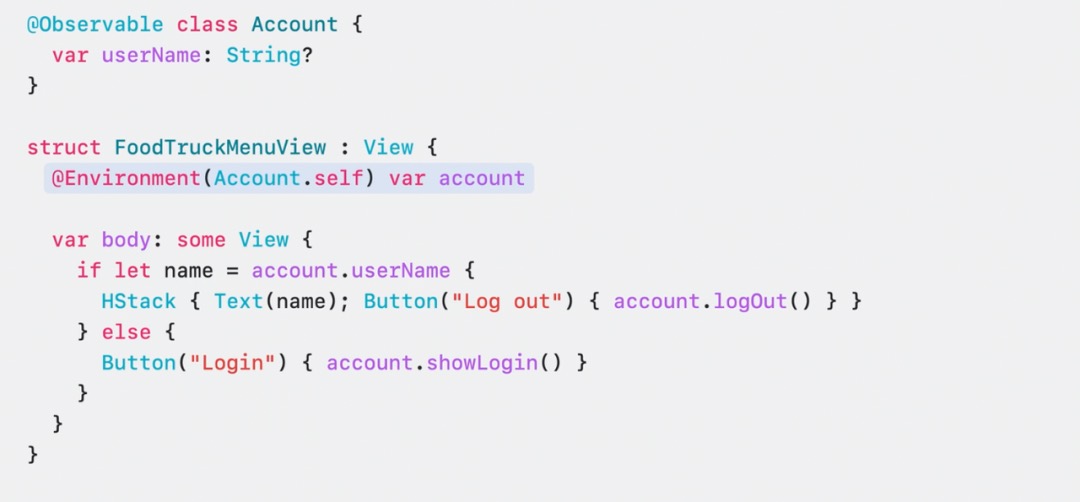 @Observable class Account {
  var userName: String?
}

struct FoodTruckMenuView : View {
  @Environment(Account.self) var account

  var body: some View {
    if let name = account.userName {
      HStack { Text(name); Button("Log out") { account.logOut() } }
    } else {
      Button("Login") { account.showLogin() }
    }
  }
}